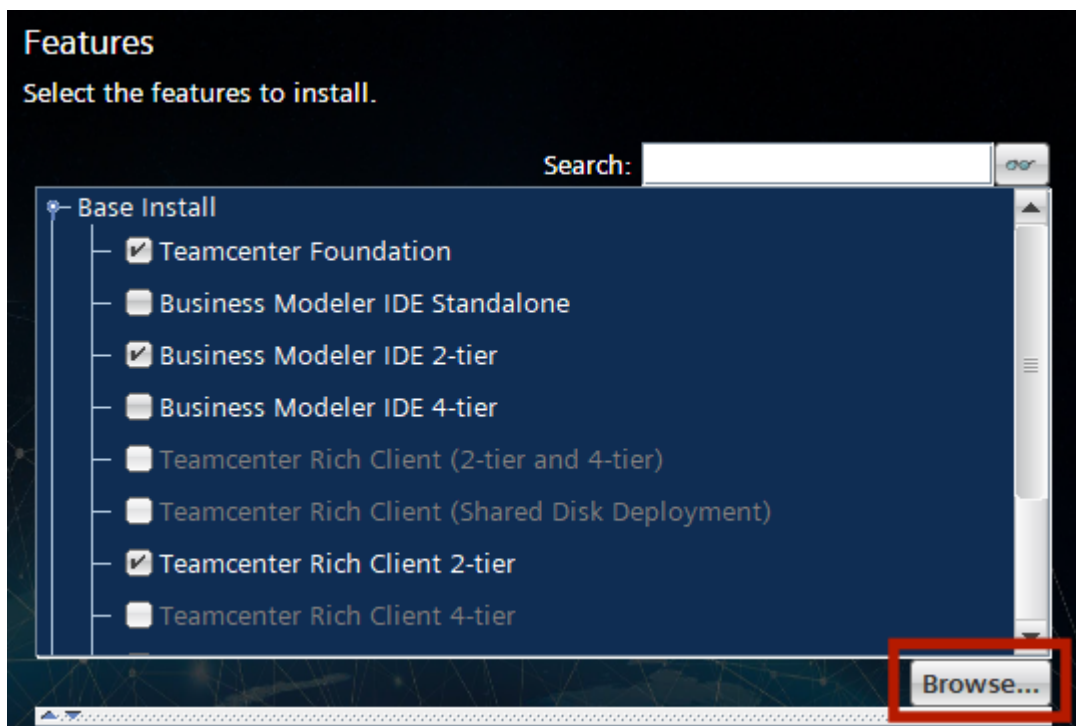 Features
Select the features to install.
Search:
Base Install
Teamcenter Foundation
Business Modeler IDE Standalone
Business Modeler IDE 2-tier
Business Modeler IDE 4-tier
Teamcenter Rich Client (2-tier and 4-tier)
Teamcenter Rich Client (Shared Disk Deployment)
Teamcenter Rich Client 2-tier
Teamcenter Rich Client 4-tier
Browse...